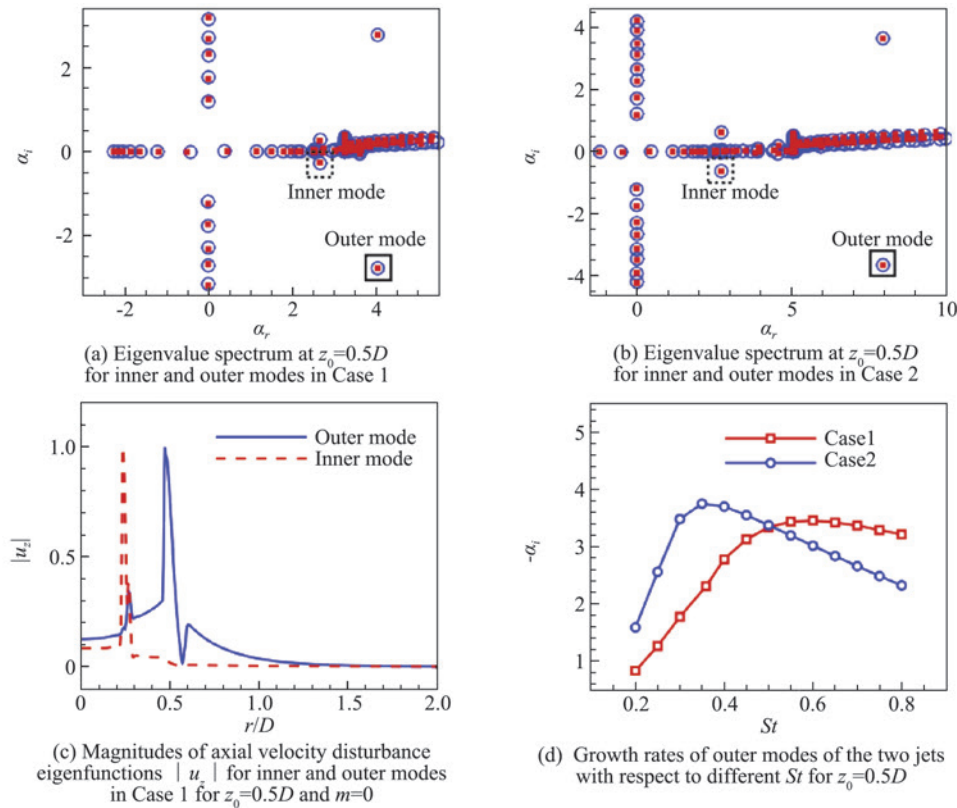 2
0
-2
α_i
-2
0
2
4
α_r
Inner mode
Outer mode
(a) Eigenvalue spectrum at z₀=0.5D
for inner and outer modes in Case 1
4
2
0
-2
-4
α_i
0
5
10
α_r
Inner mode
Outer mode
(b) Eigenvalue spectrum at z₀=0.5D
for inner and outer modes in Case 2
1.0
0.5
0
|u_z|
Outer mode
Inner mode
0
0.5
1.0
1.5
2.0
r/D
(c) Magnitudes of axial velocity disturbance
eigenfunctions |u_z| for inner and outer modes
in Case 1 for z₀=0.5D and m=0
5
4
3
2
1
-α_i
Case1
Case2
0.2
0.4
0.6
0.8
St
(d) Growth rates of outer modes of the two jets
with respect to different St for z₀=0.5D